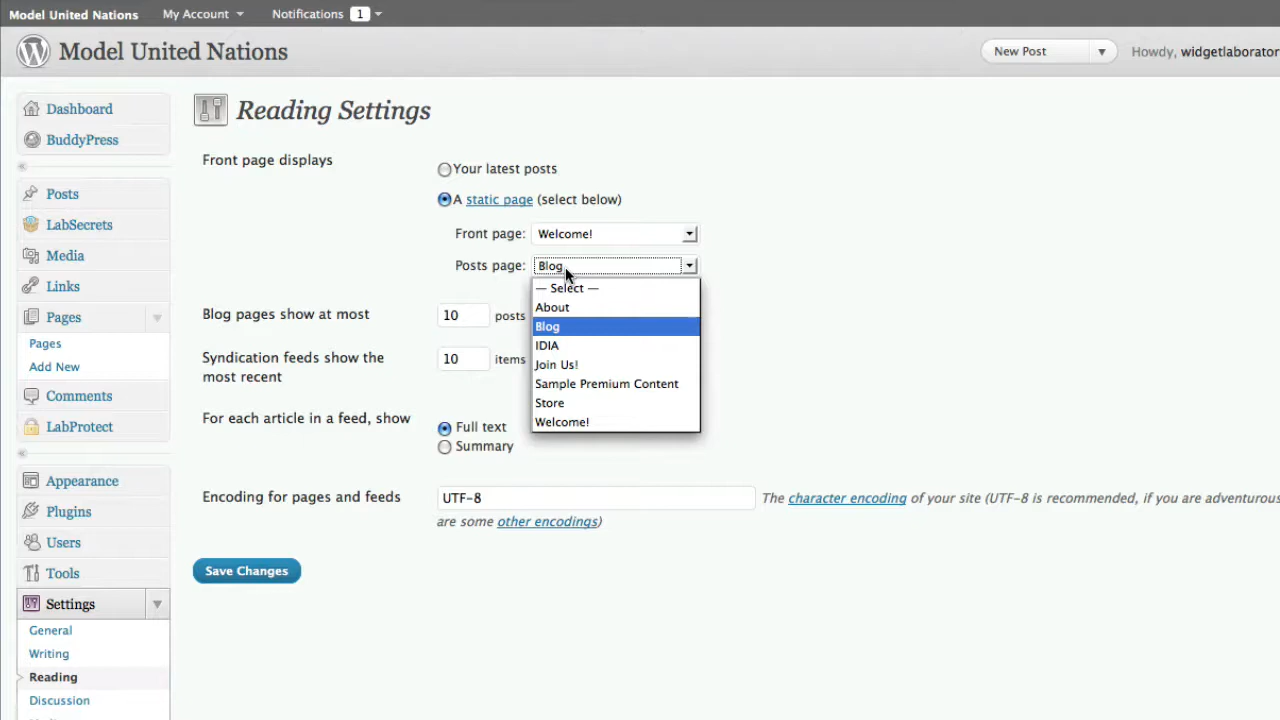 Model United Nations My Account Notifications 1
Model United Nations New Post Howdy, widgetlaborator
Dashboard
BuddyPress
Posts
LabSecrets
Media
Links
Pages
Pages
Add New
Comments
LabProtect
Appearance
Plugins
Users
Tools
Settings
General
Writing
Reading
Discussion
Reading Settings
Front page displays
Your latest posts
A static page (select below)
Front page: Welcome!
Posts page: Blog
— Select —
About
Blog
IDIA
Join Us!
Sample Premium Content
Store
Welcome!
Blog pages show at most 10 posts
Syndication feeds show the
most recent
10 items
For each article in a feed, show
Full text
Summary
Encoding for pages and feeds UTF-8 The character encoding of your site (UTF-8 is recommended, if you are adventurous
are some other encodings)
Save Changes